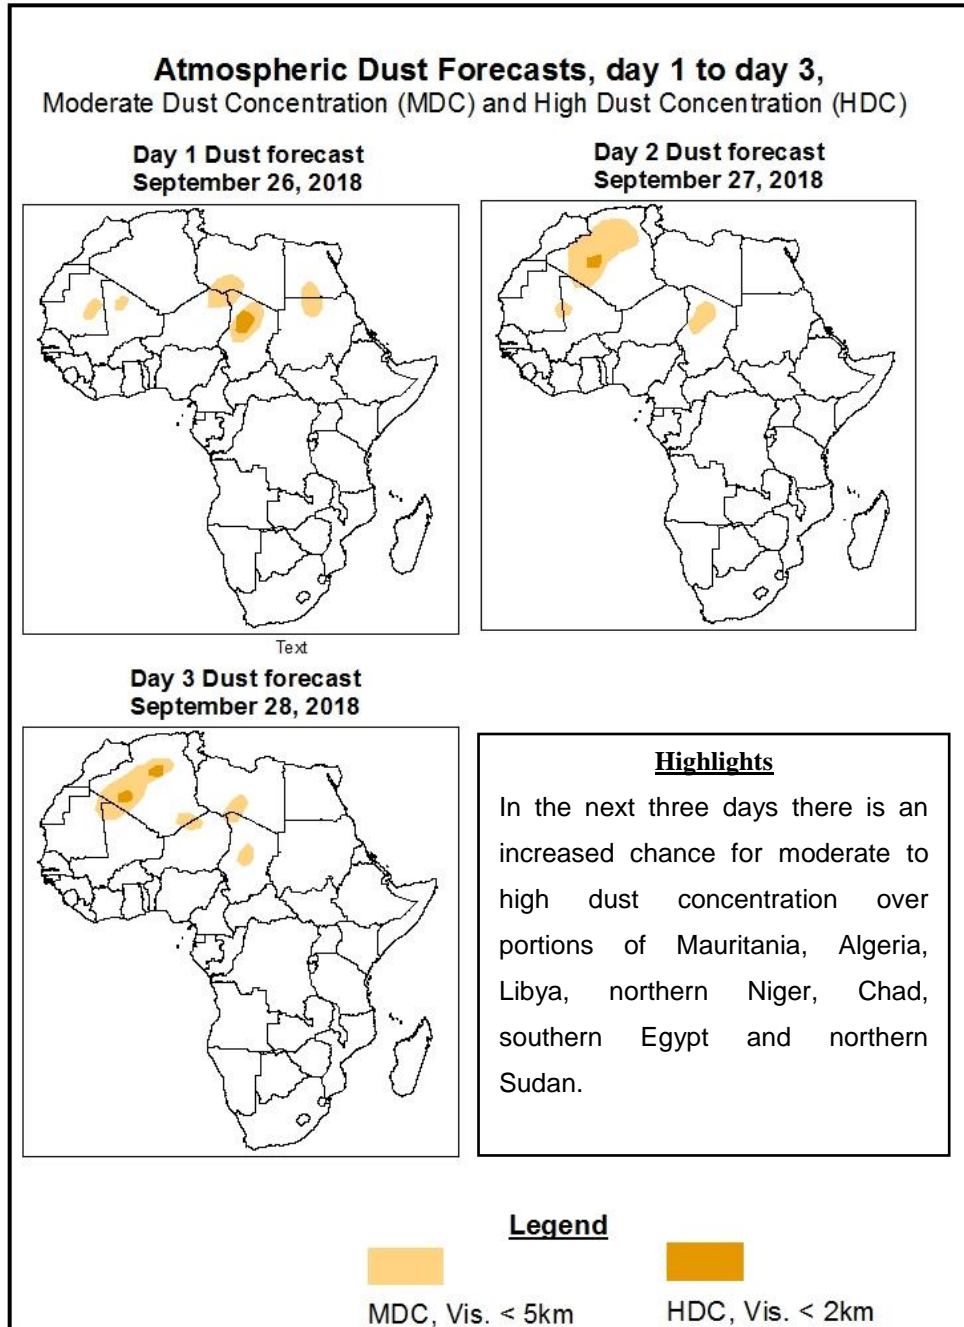 Atmospheric Dust Forecasts, day 1 to day 3,
Moderate Dust Concentration (MDC) and High Dust Concentration (HDC)
Day 1 Dust forecast
September 26, 2018
Day 2 Dust forecast
September 27, 2018
Text
Day 3 Dust forecast
September 28, 2018
Highlights
In the next three days there is an
increased chance for moderate to
high dust concentration over
portions of Mauritania, Algeria,
Libya, northern Niger, Chad,
southern Egypt and northern
Sudan.
Legend
MDC, Vis. < 5km
HDC, Vis. < 2km